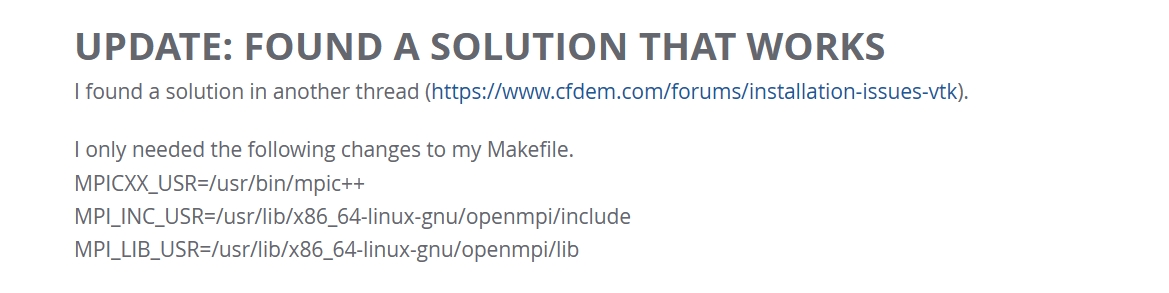 UPDATE: FOUND A SOLUTION THAT WORKS
I found a solution in another thread (https://www.cfdem.com/forums/installation-issues-vtk).
I only needed the following changes to my Makefile.
MPICXX_USR=/usr/bin/mpic++
MPI_INC_USR=/usr/lib/x86_64-linux-gnu/openmpi/include
MPI_LIB_USR=/usr/lib/x86_64-linux-gnu/openmpi/lib